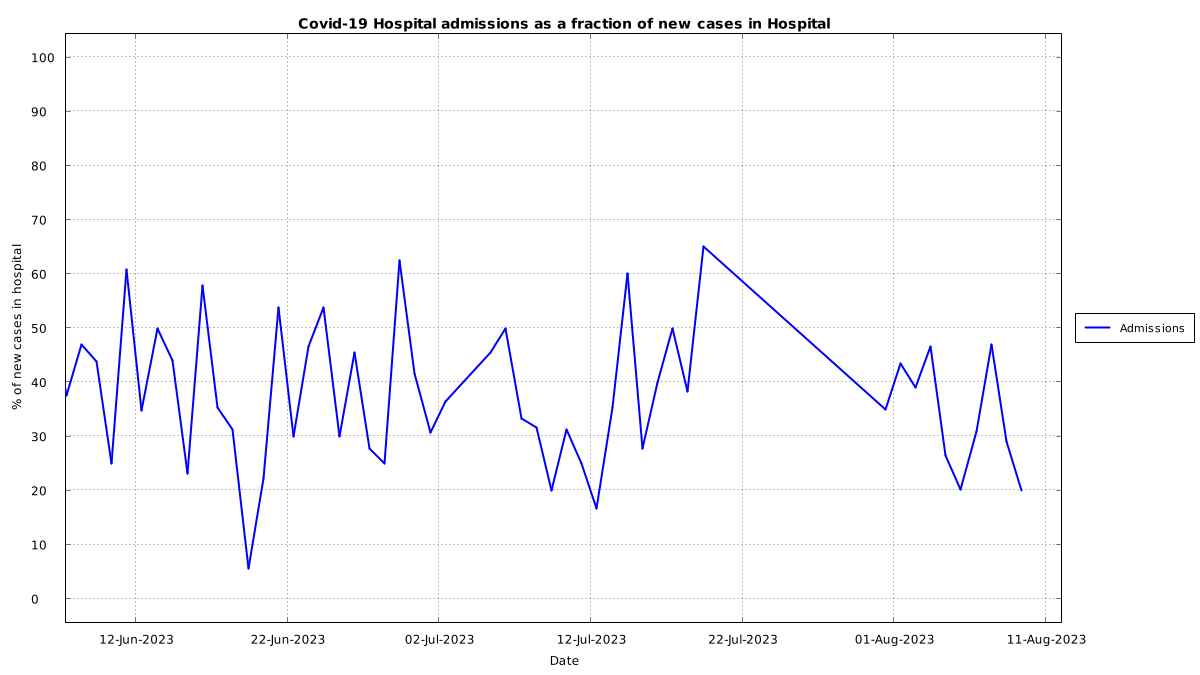 Covid-19 Hospital admissions as a fraction of new cases in Hospital
100
90
80
70
60
50
40
30
20
10
0
% of new cases in hospital
12-Jun-2023
22-Jun-2023
02-Jul-2023
12-Jul-2023
22-Jul-2023
01-Aug-2023
11-Aug-2023
Date
Admissions